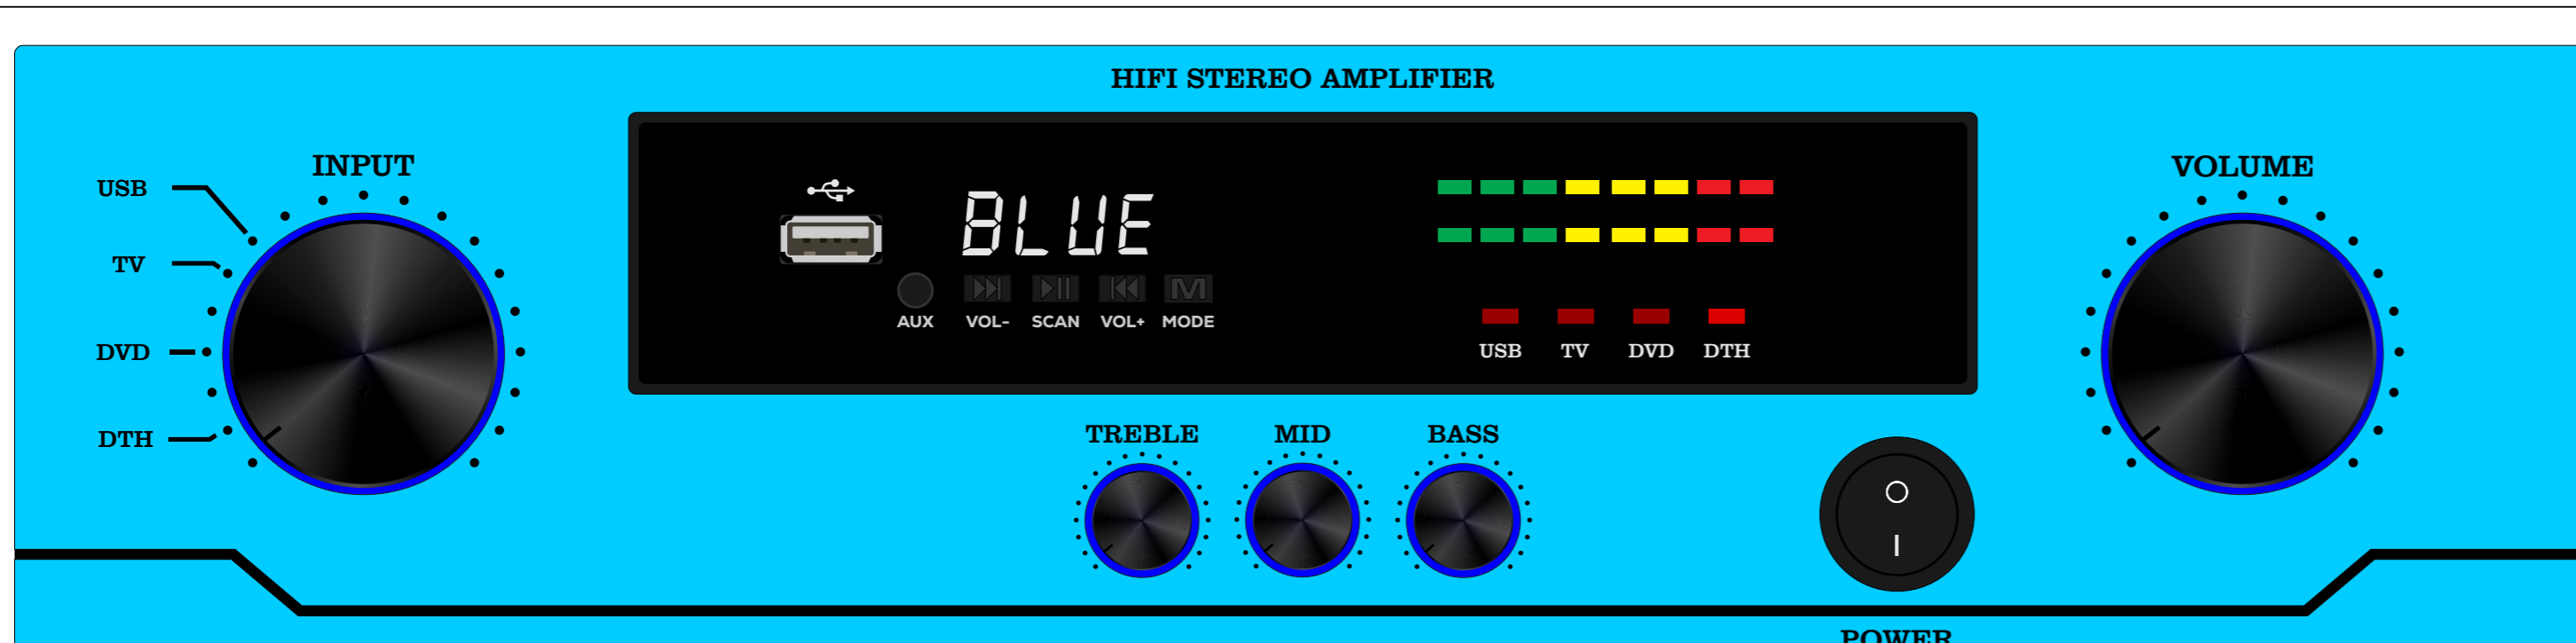 HIFI STEREO AMPLIFIER
INPUT
USB
TV
DVD
DTH
BLUE
AUX VOL- SCAN VOL+ MODE
M
USB TV DVD DTH
VOLUME
TREBLE MID BASS
POWER